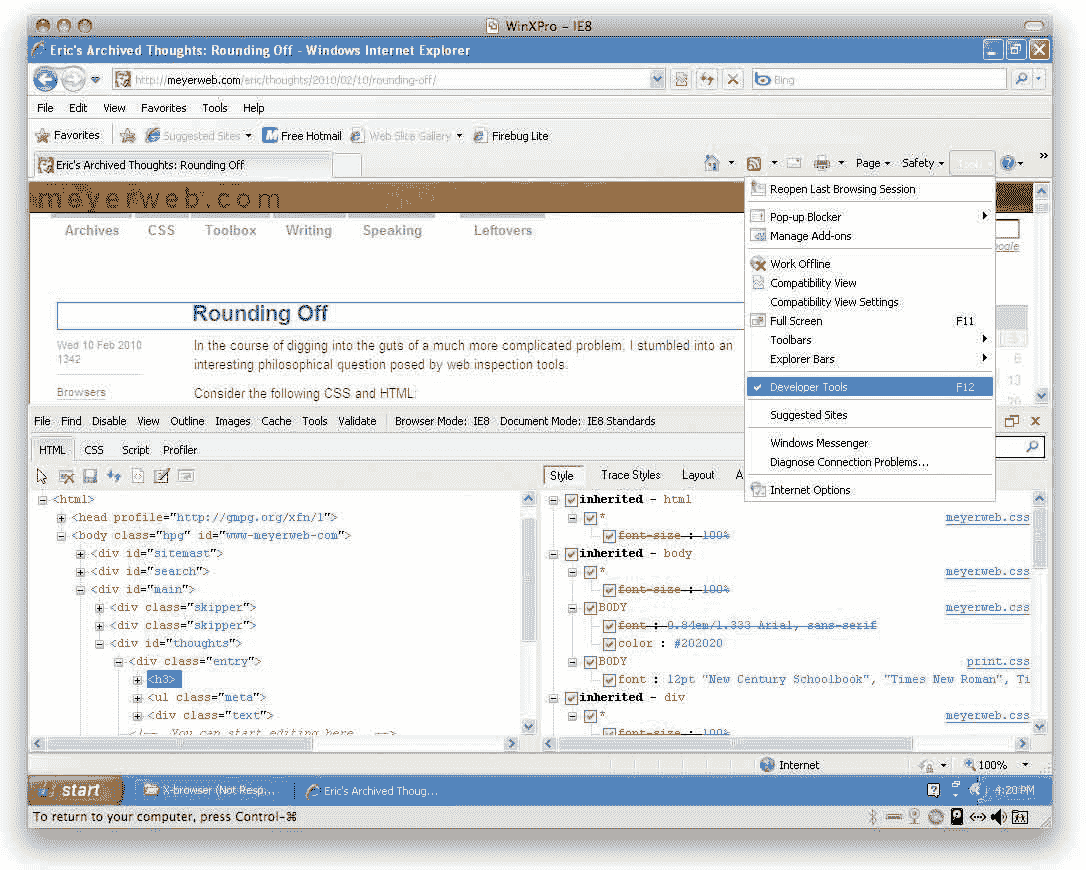 WinXPro - IE8
Eric's Archived Thoughts: Rounding Off - Windows Internet Explorer
http://meyerweb.com/eric/thoughts/2010/02/10/rounding-off/ Bing
File Edit View Favorites Tools Help
Favorites Suggested Sites Free Hotmail Web Slice Gallery Firebug Lite
Eric's Archived Thoughts: Rounding Off Page Safety Tools »
meyerweb.com
Archives CSS Toolbox Writing Speaking Leftovers
Rounding Off
Wed 10 Feb 2010
1342
In the course of digging into the guts of a much more complicated problem, I stumbled into an
interesting philosophical question posed by web inspection tools.
Browsers
Consider the following CSS and HTML:
Reopen Last Browsing Session
Pop-up Blocker
Manage Add-ons
Work Offline
Compatibility View
Compatibility View Settings
Full Screen F11
Toolbars
Explorer Bars
Developer Tools F12
Suggested Sites
Windows Messenger
Diagnose Connection Problems...
Internet Options
6
13
20
File Find Disable View Outline Images Cache Tools Validate Browser Mode: IE8 Document Mode: IE8 Standards
HTML CSS Script Profiler
Style Trace Styles Layout A
<html>
<head profile="http://gmpg.org/xfn/1">
<body class="hpg" id="www-meyerweb-com">
<div id="sitemast">
<div id="search">
<div id="main">
<div class="skipper">
<div class="skipper">
<div id="thoughts">
<div class="entry">
<h3>
<ul class="meta">
<div class="text">
<!-- You can start editing here. -->
inherited - html
* meyerweb.css
font-size : 100%
inherited - body
* meyerweb.css
font-size : 100%
BODY meyerweb.css
font : 0.84em/1.333 Arial, sans-serif
color : #202020
BODY print.css
font : 12pt "New Century Schoolbook", "Times New Roman", Ti
inherited - div
* meyerweb.css
font-size : 100%
Internet 100%
start X-browser (Not Resp... Eric's Archived Thoug... 4:20 PM
To return to your computer, press Control-⌘